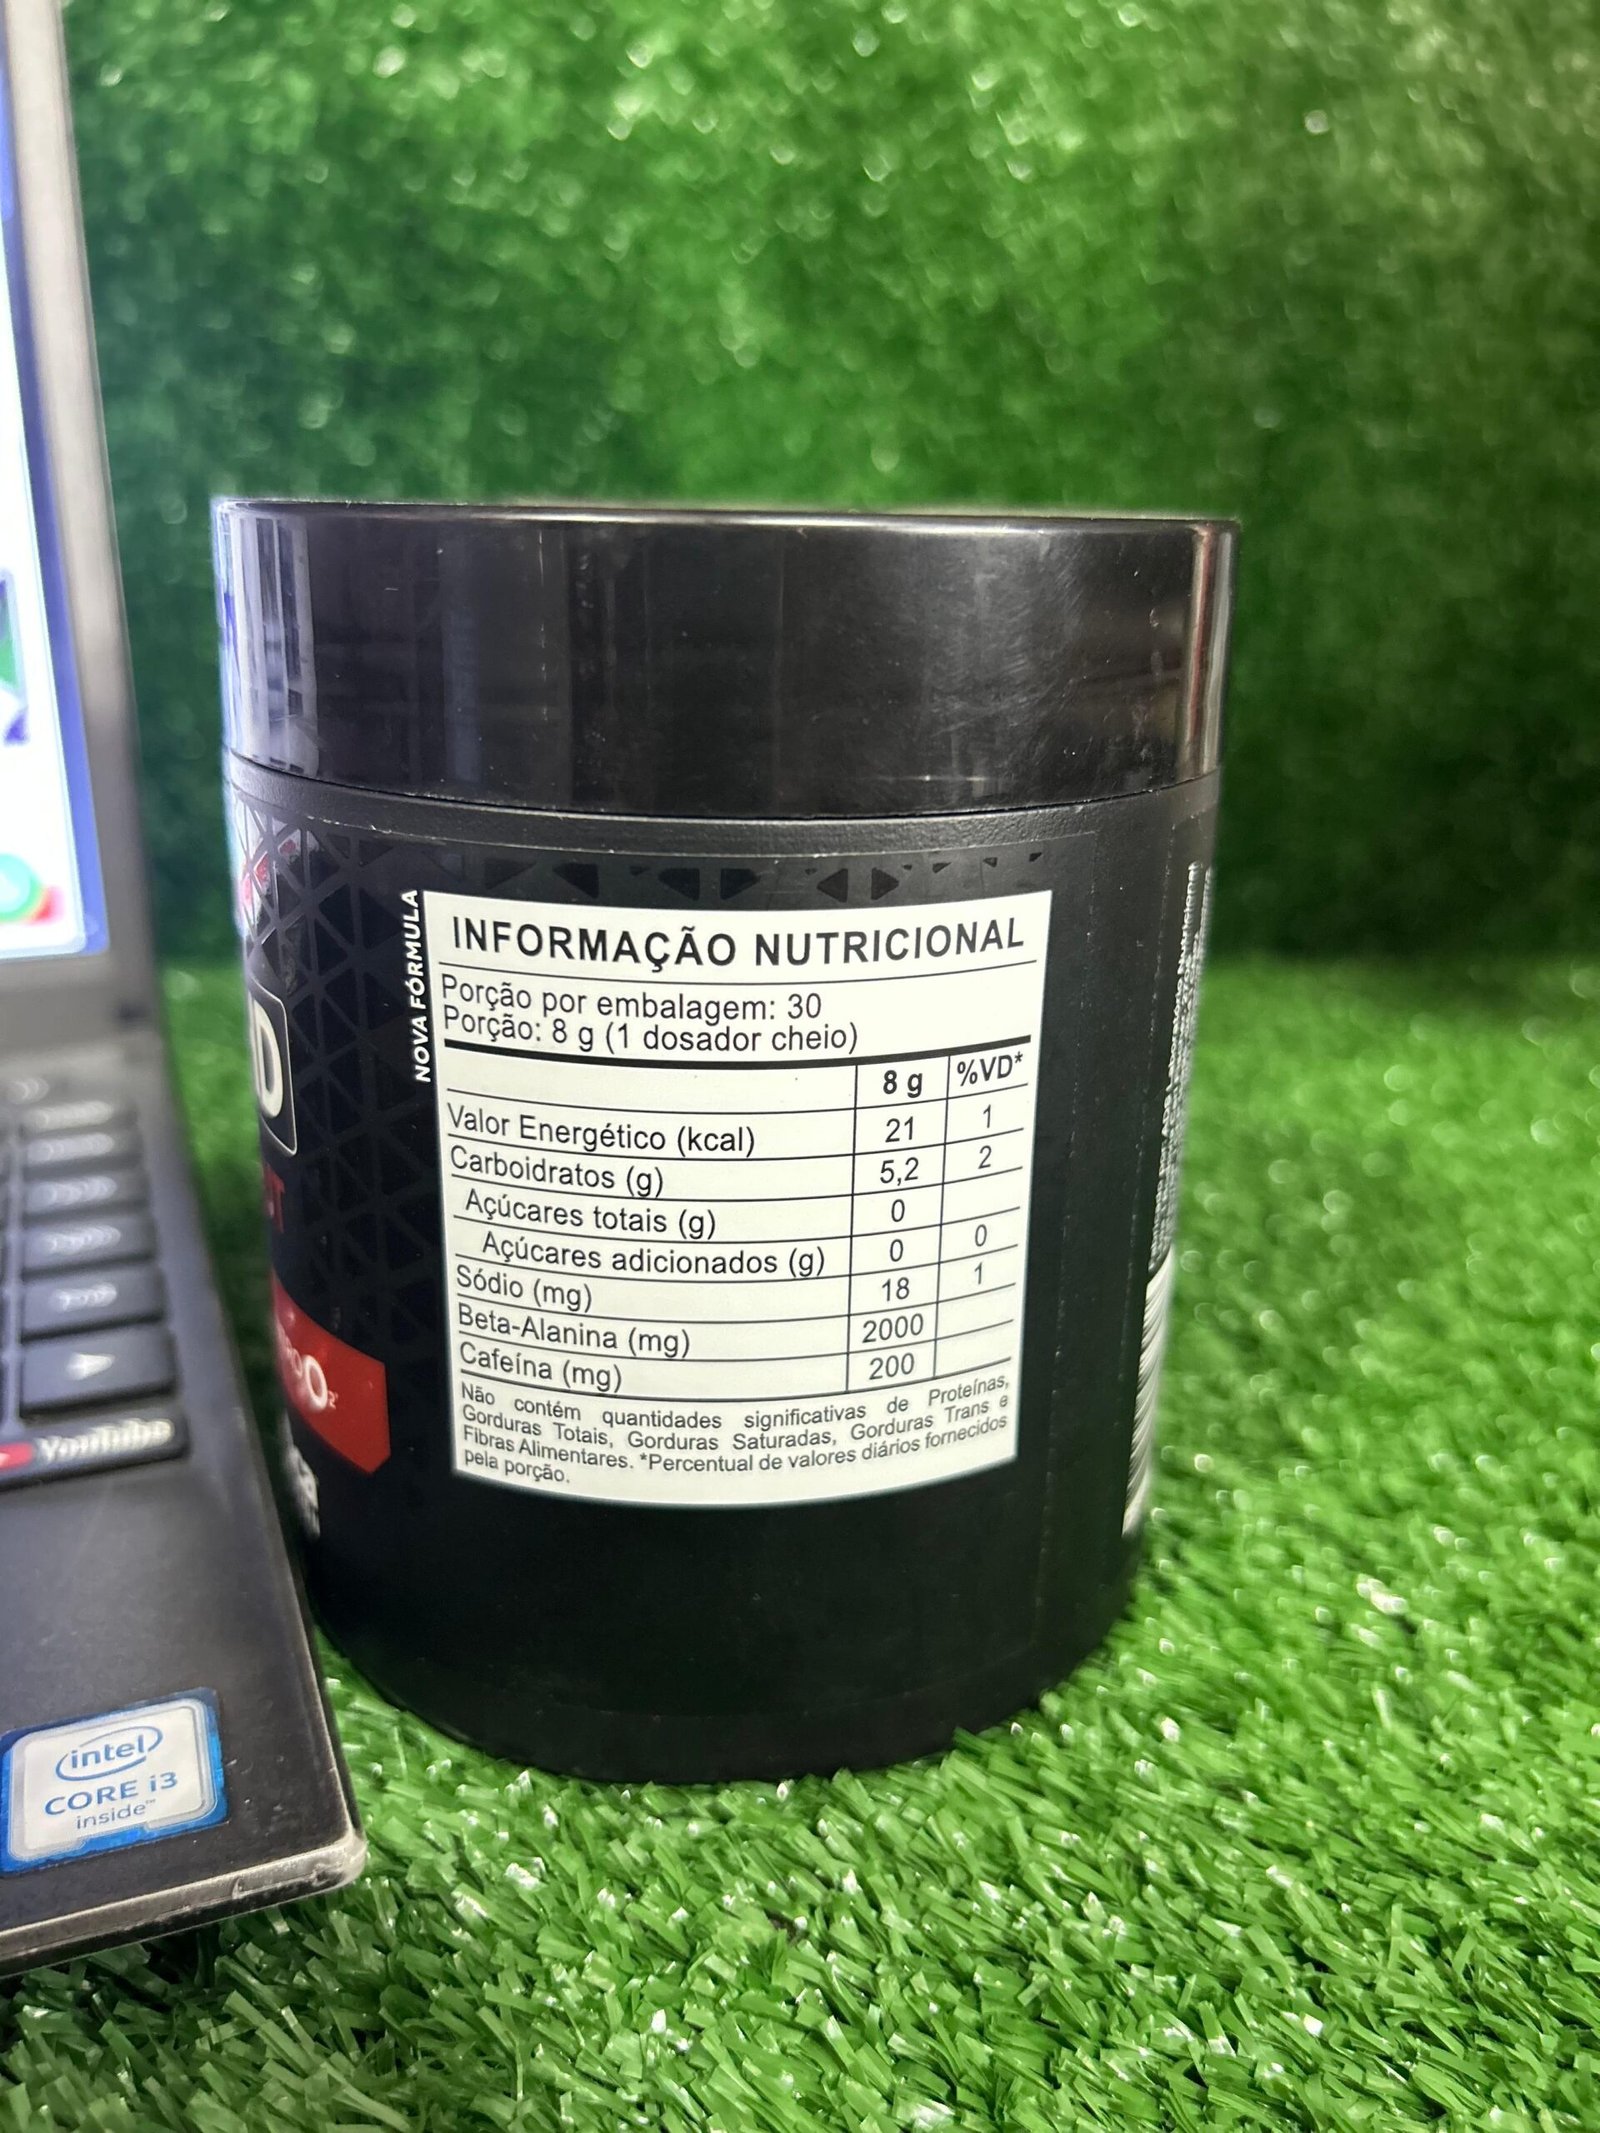 NOVA FÓRMULA
INFORMAÇÃO NUTRICIONAL
Porção por embalagem: 30
Porção: 8 g (1 dosador cheio)
8 g %VD*
Valor Energético (kcal) 21 1
Carboidratos (g) 5,2 2
Açúcares totais (g) 0
Açúcares adicionados (g) 0 0
Sódio (mg) 18 1
Beta-Alanina (mg) 2000
Cafeína (mg) 200
Não contém quantidades significativas de Proteínas,
Gorduras Totais, Gorduras Saturadas, Gorduras Trans e
Fibras Alimentares. *Percentual de valores diários fornecidos
pela porção.
YouTube
intel
CORE i3
inside™